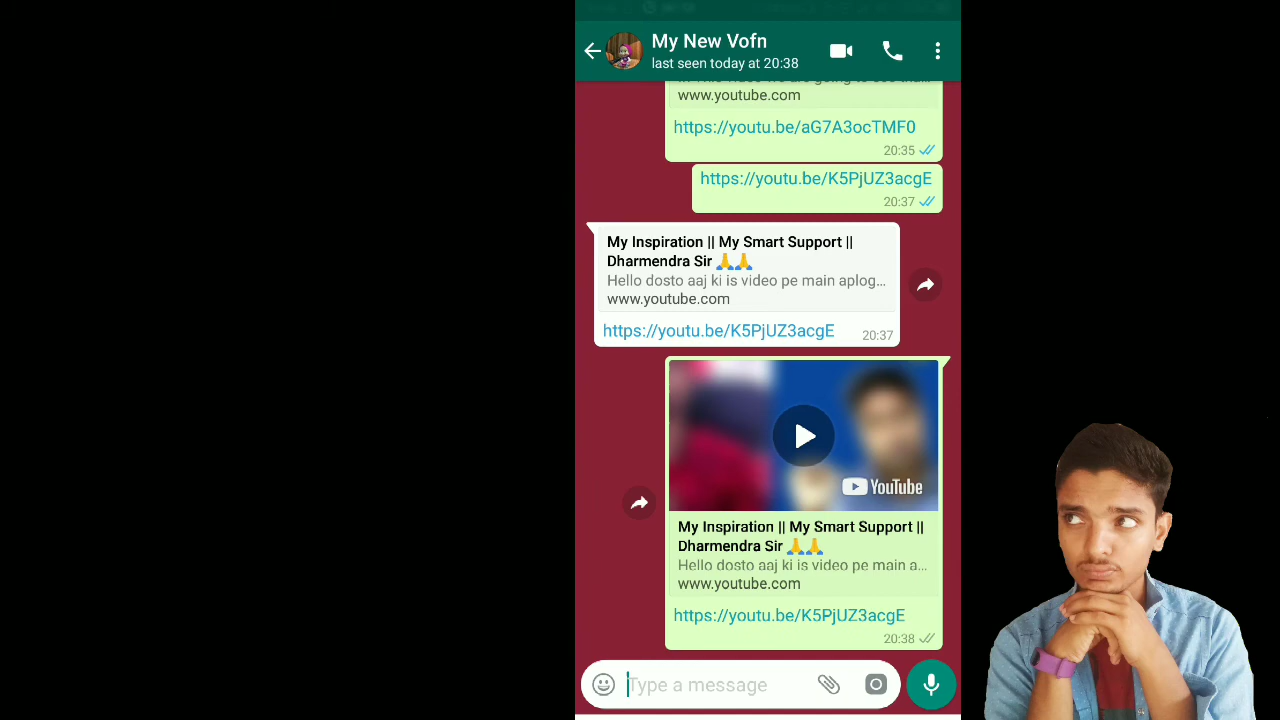 My New Vofn
last seen today at 20:38
www.youtube.com
https://youtu.be/aG7A3ocTMF0
20:35
https://youtu.be/K5PjUZ3acgE
20:37
My Inspiration || My Smart Support ||
Dharmendra Sir 🙏🙏
Hello dosto aaj ki is video pe main aplog...
www.youtube.com
https://youtu.be/K5PjUZ3acgE
20:37
YouTube
My Inspiration || My Smart Support ||
Dharmendra Sir 🙏🙏
Hello dosto aaj ki is video pe main a...
www.youtube.com
https://youtu.be/K5PjUZ3acgE
20:38
Type a message